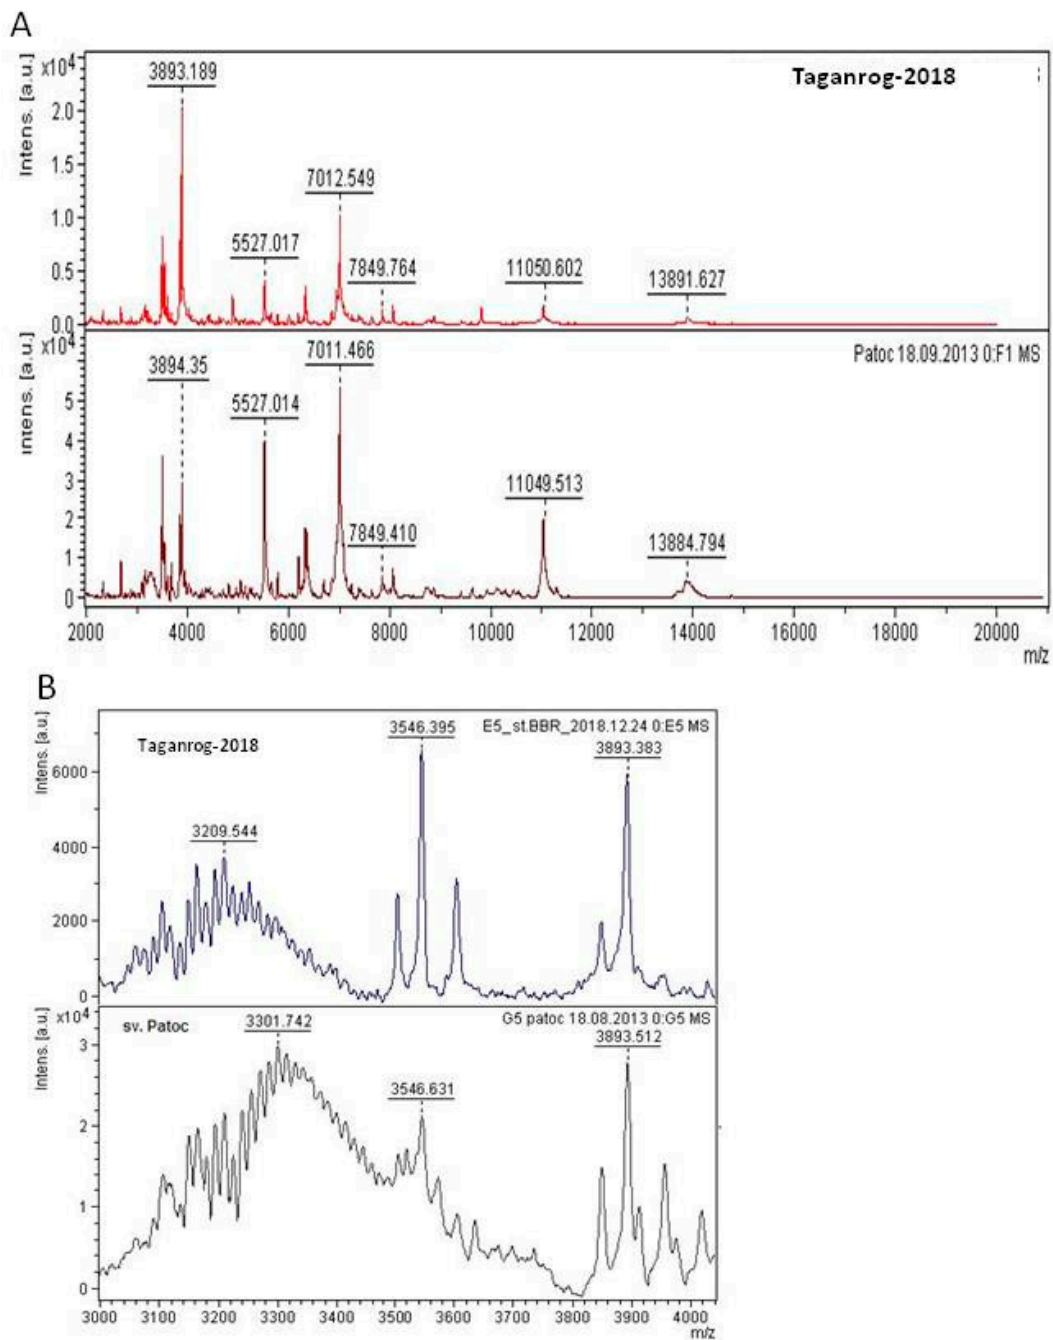 A
Intens. [a.u.]
x10⁴
2.0
1.5
1.0
0.5
0.0
3893.189
5527.017
7012.549
7849.764
11050.602
13891.627
Taganrog-2018
Intens. [a.u.]
x10⁴
5
4
3
2
1
0
3894.35
5527.014
7011.466
7849.410
11049.513
13884.794
Patoc 18.09.2013 0:F1 MS
2000 4000 6000 8000 10000 12000 14000 16000 18000 20000
m/z
B
Intens. [a.u.]
6000
4000
2000
0
Taganrog-2018
3209.544
3546.395
E5_st.BBR_2018.12.24 0:E5 MS
3893.383
Intens. [a.u.]
x10⁴
3
2
1
0
sv. Patoc
3301.742
3546.631
G5 patoc 18.08.2013 0:G5 MS
3893.512
3000 3100 3200 3300 3400 3500 3600 3700 3800 3900 4000
m/z